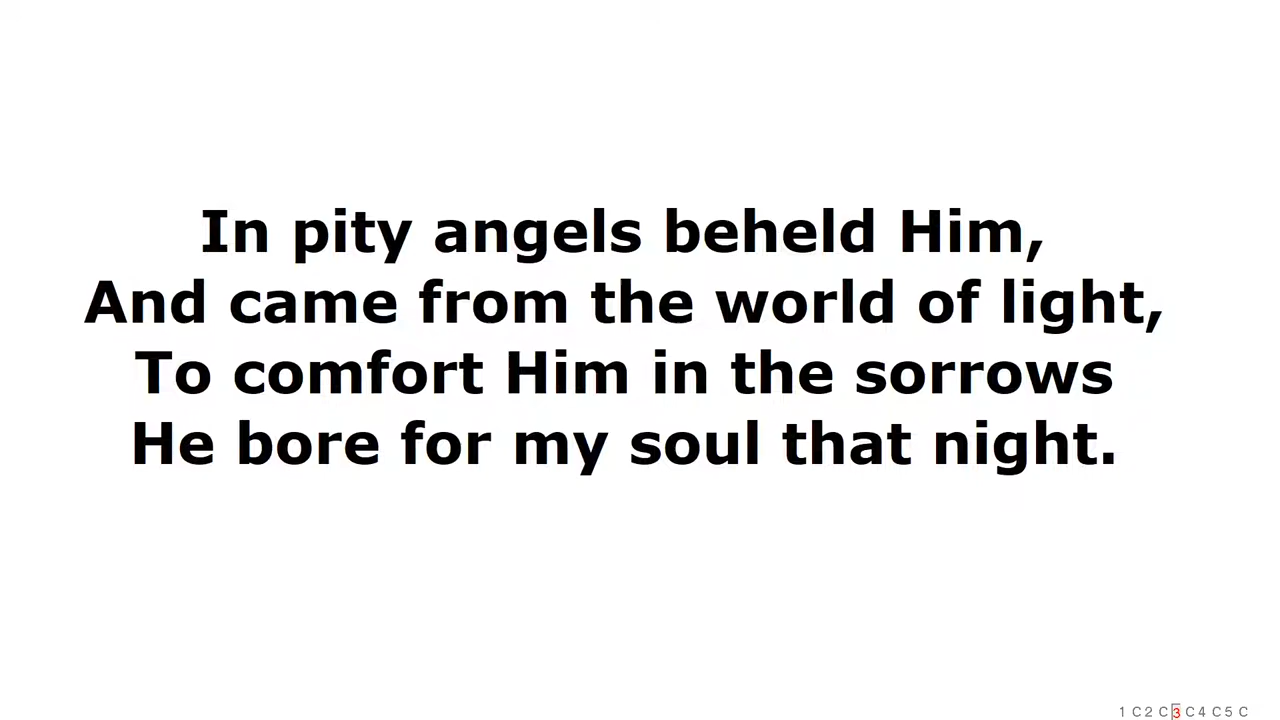 In pity angels beheld Him,
And came from the world of light,
To comfort Him in the sorrows
He bore for my soul that night.
1 C 2 C 3 C 4 C 5 C